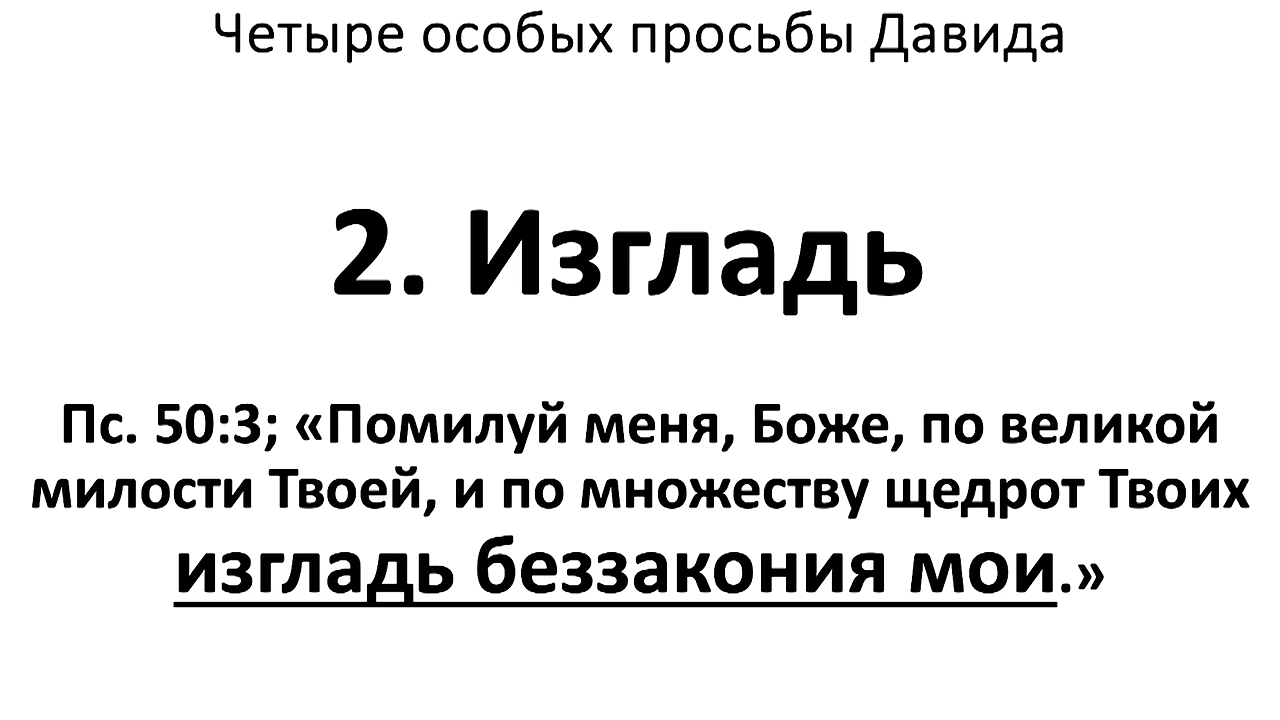 Четыре особых просьбы Давида
2. Изгладь
Пс. 50:3; «Помилуй меня, Боже, по великой
милости Твоей, и по множеству щедрот Твоих
изгладь беззакония мои.»